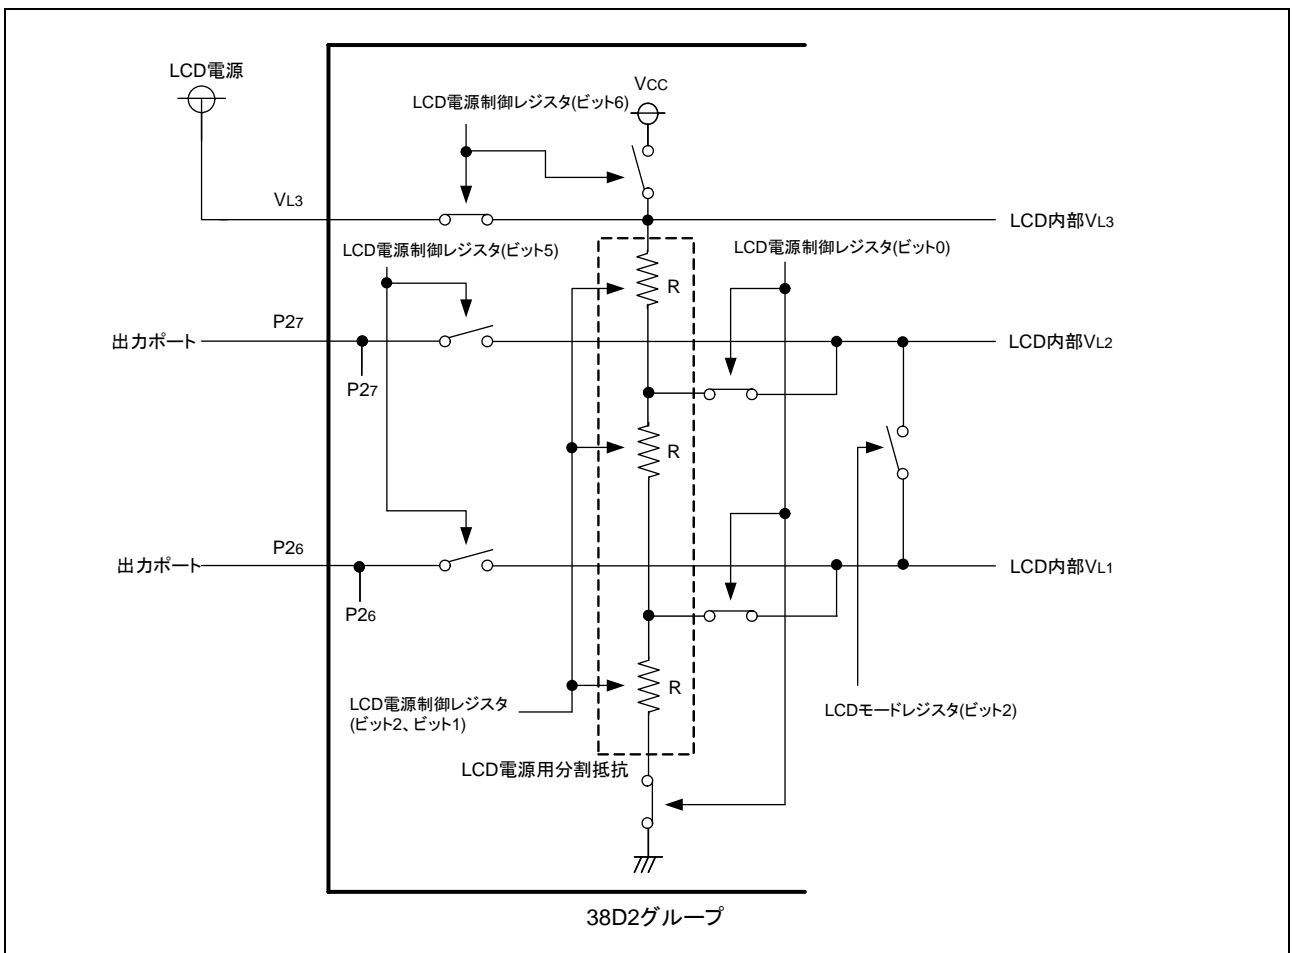 LCD電源
VCC
LCD電源制御レジスタ(ビット6)
VL3
LCD内部VL3
LCD電源制御レジスタ(ビット5)
LCD電源制御レジスタ(ビット0)
R
P27
出力ポート
LCD内部VL2
P27
R
P26
出力ポート
LCD内部VL1
P26
R
LCD電源制御レジスタ
(ビット2、ビット1)
LCDモードレジスタ(ビット2)
LCD電源用分割抵抗
38D2グループ